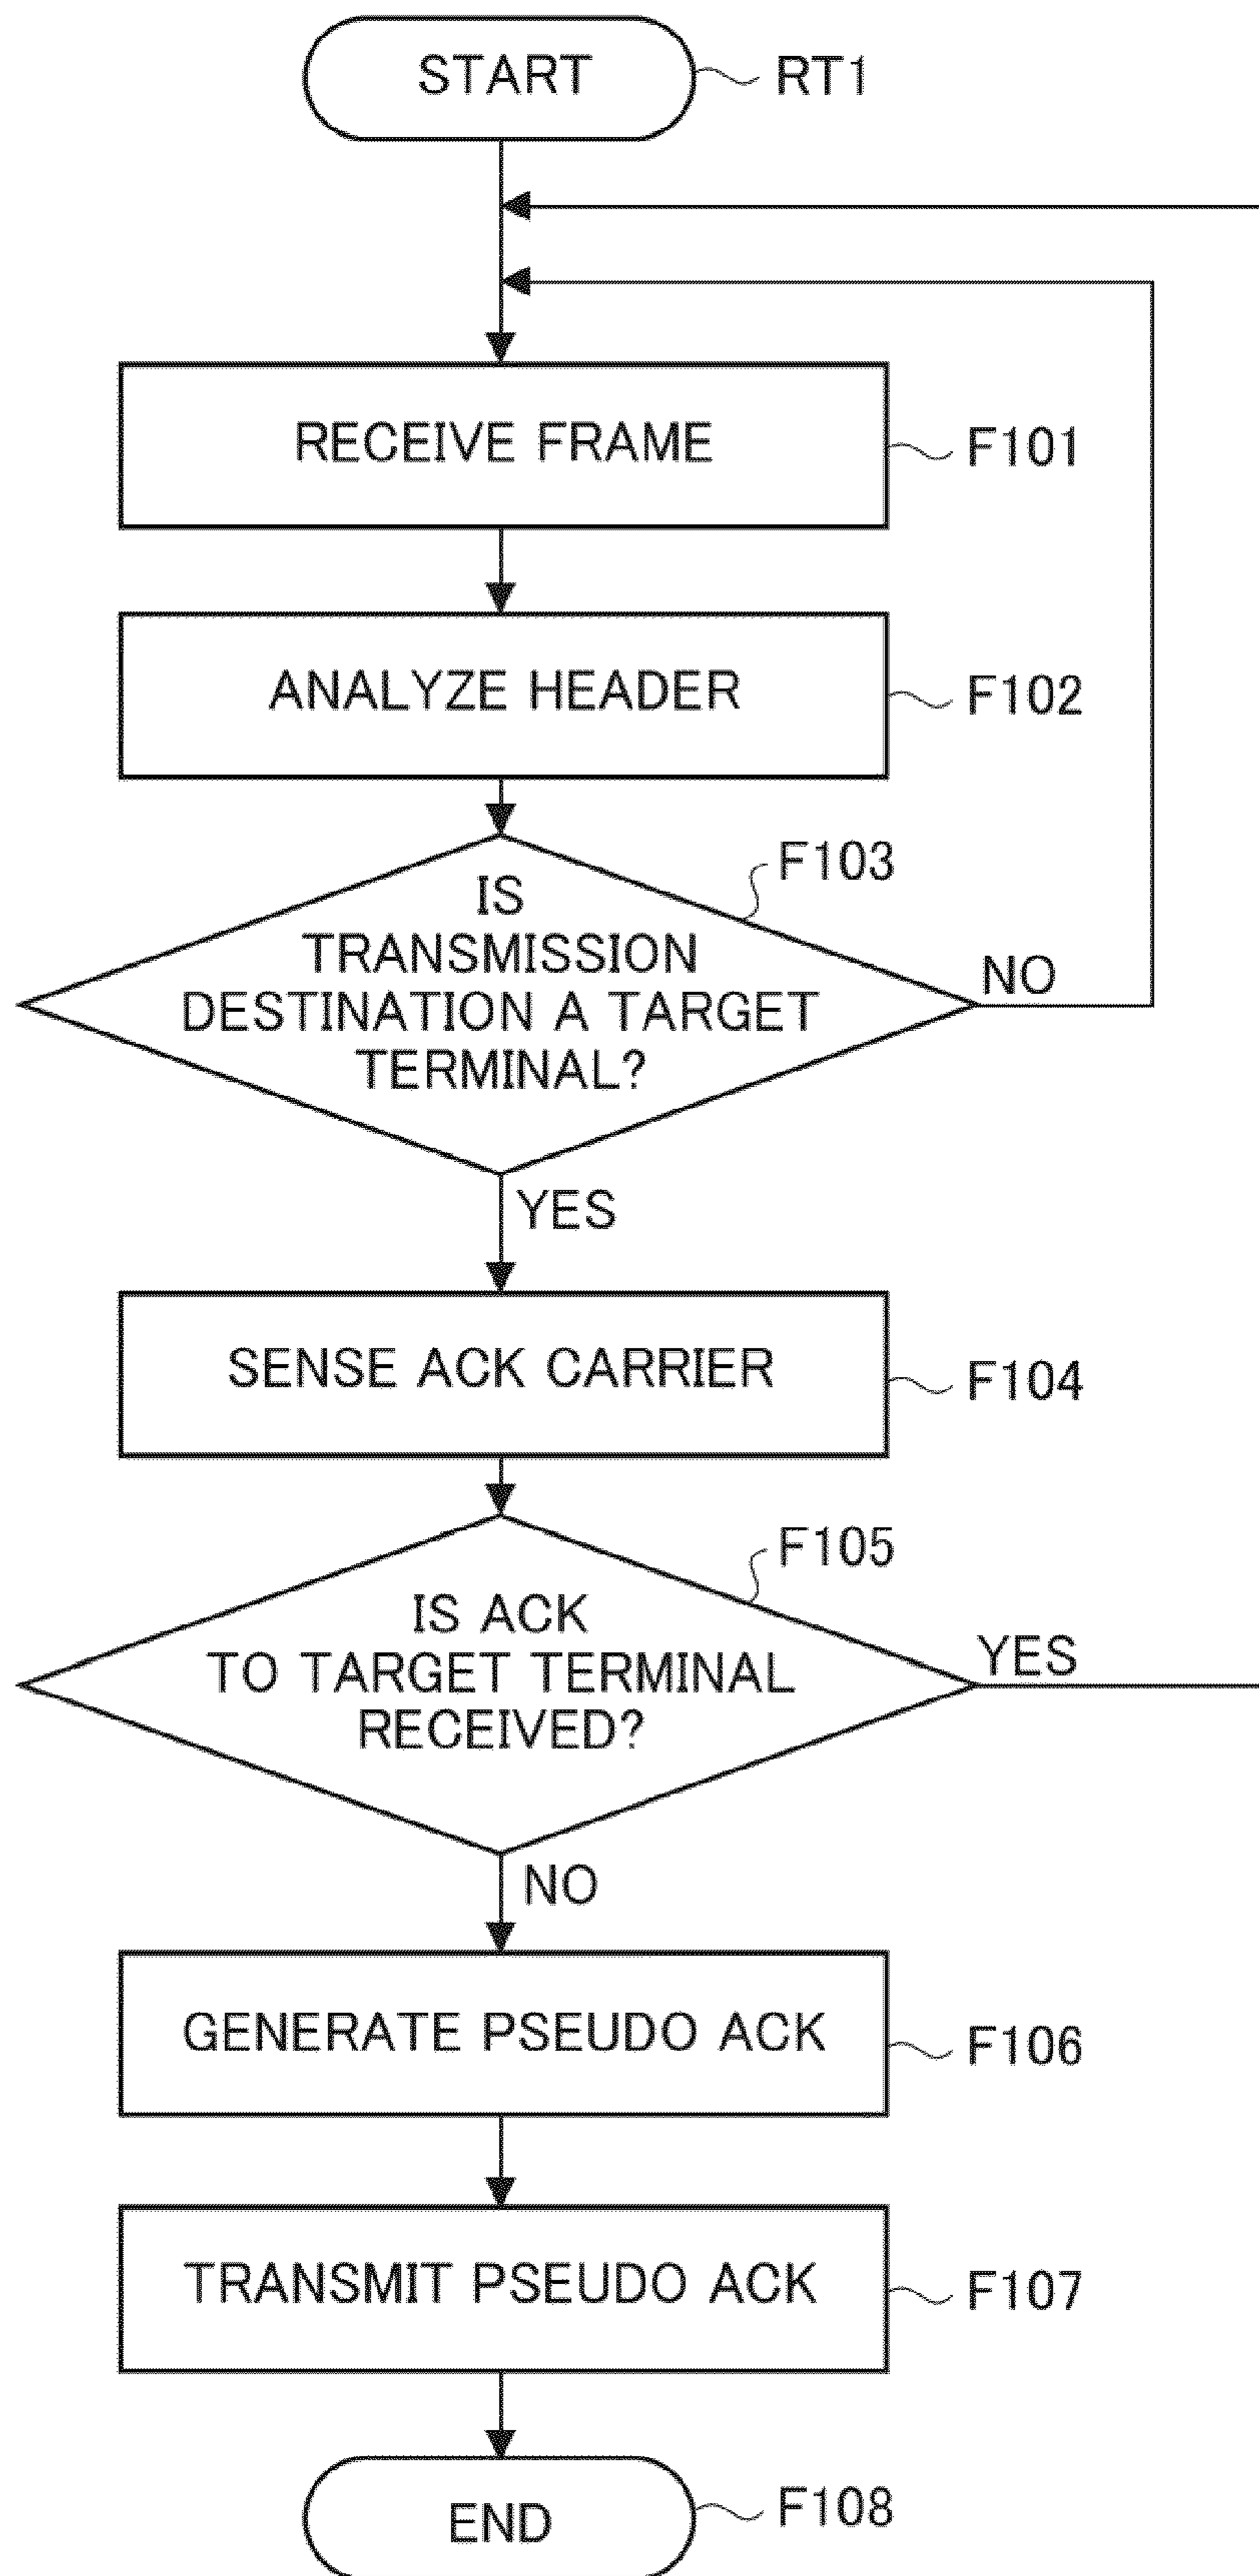 START
RT1
RECEIVE FRAME
F101
ANALYZE HEADER
F102
F103
IS
TRANSMISSION
DESTINATION A TARGET
TERMINAL?
NO
YES
SENSE ACK CARRIER
F104
F105
IS ACK
TO TARGET TERMINAL
RECEIVED?
YES
NO
GENERATE PSEUDO ACK
F106
TRANSMIT PSEUDO ACK
F107
END
F108